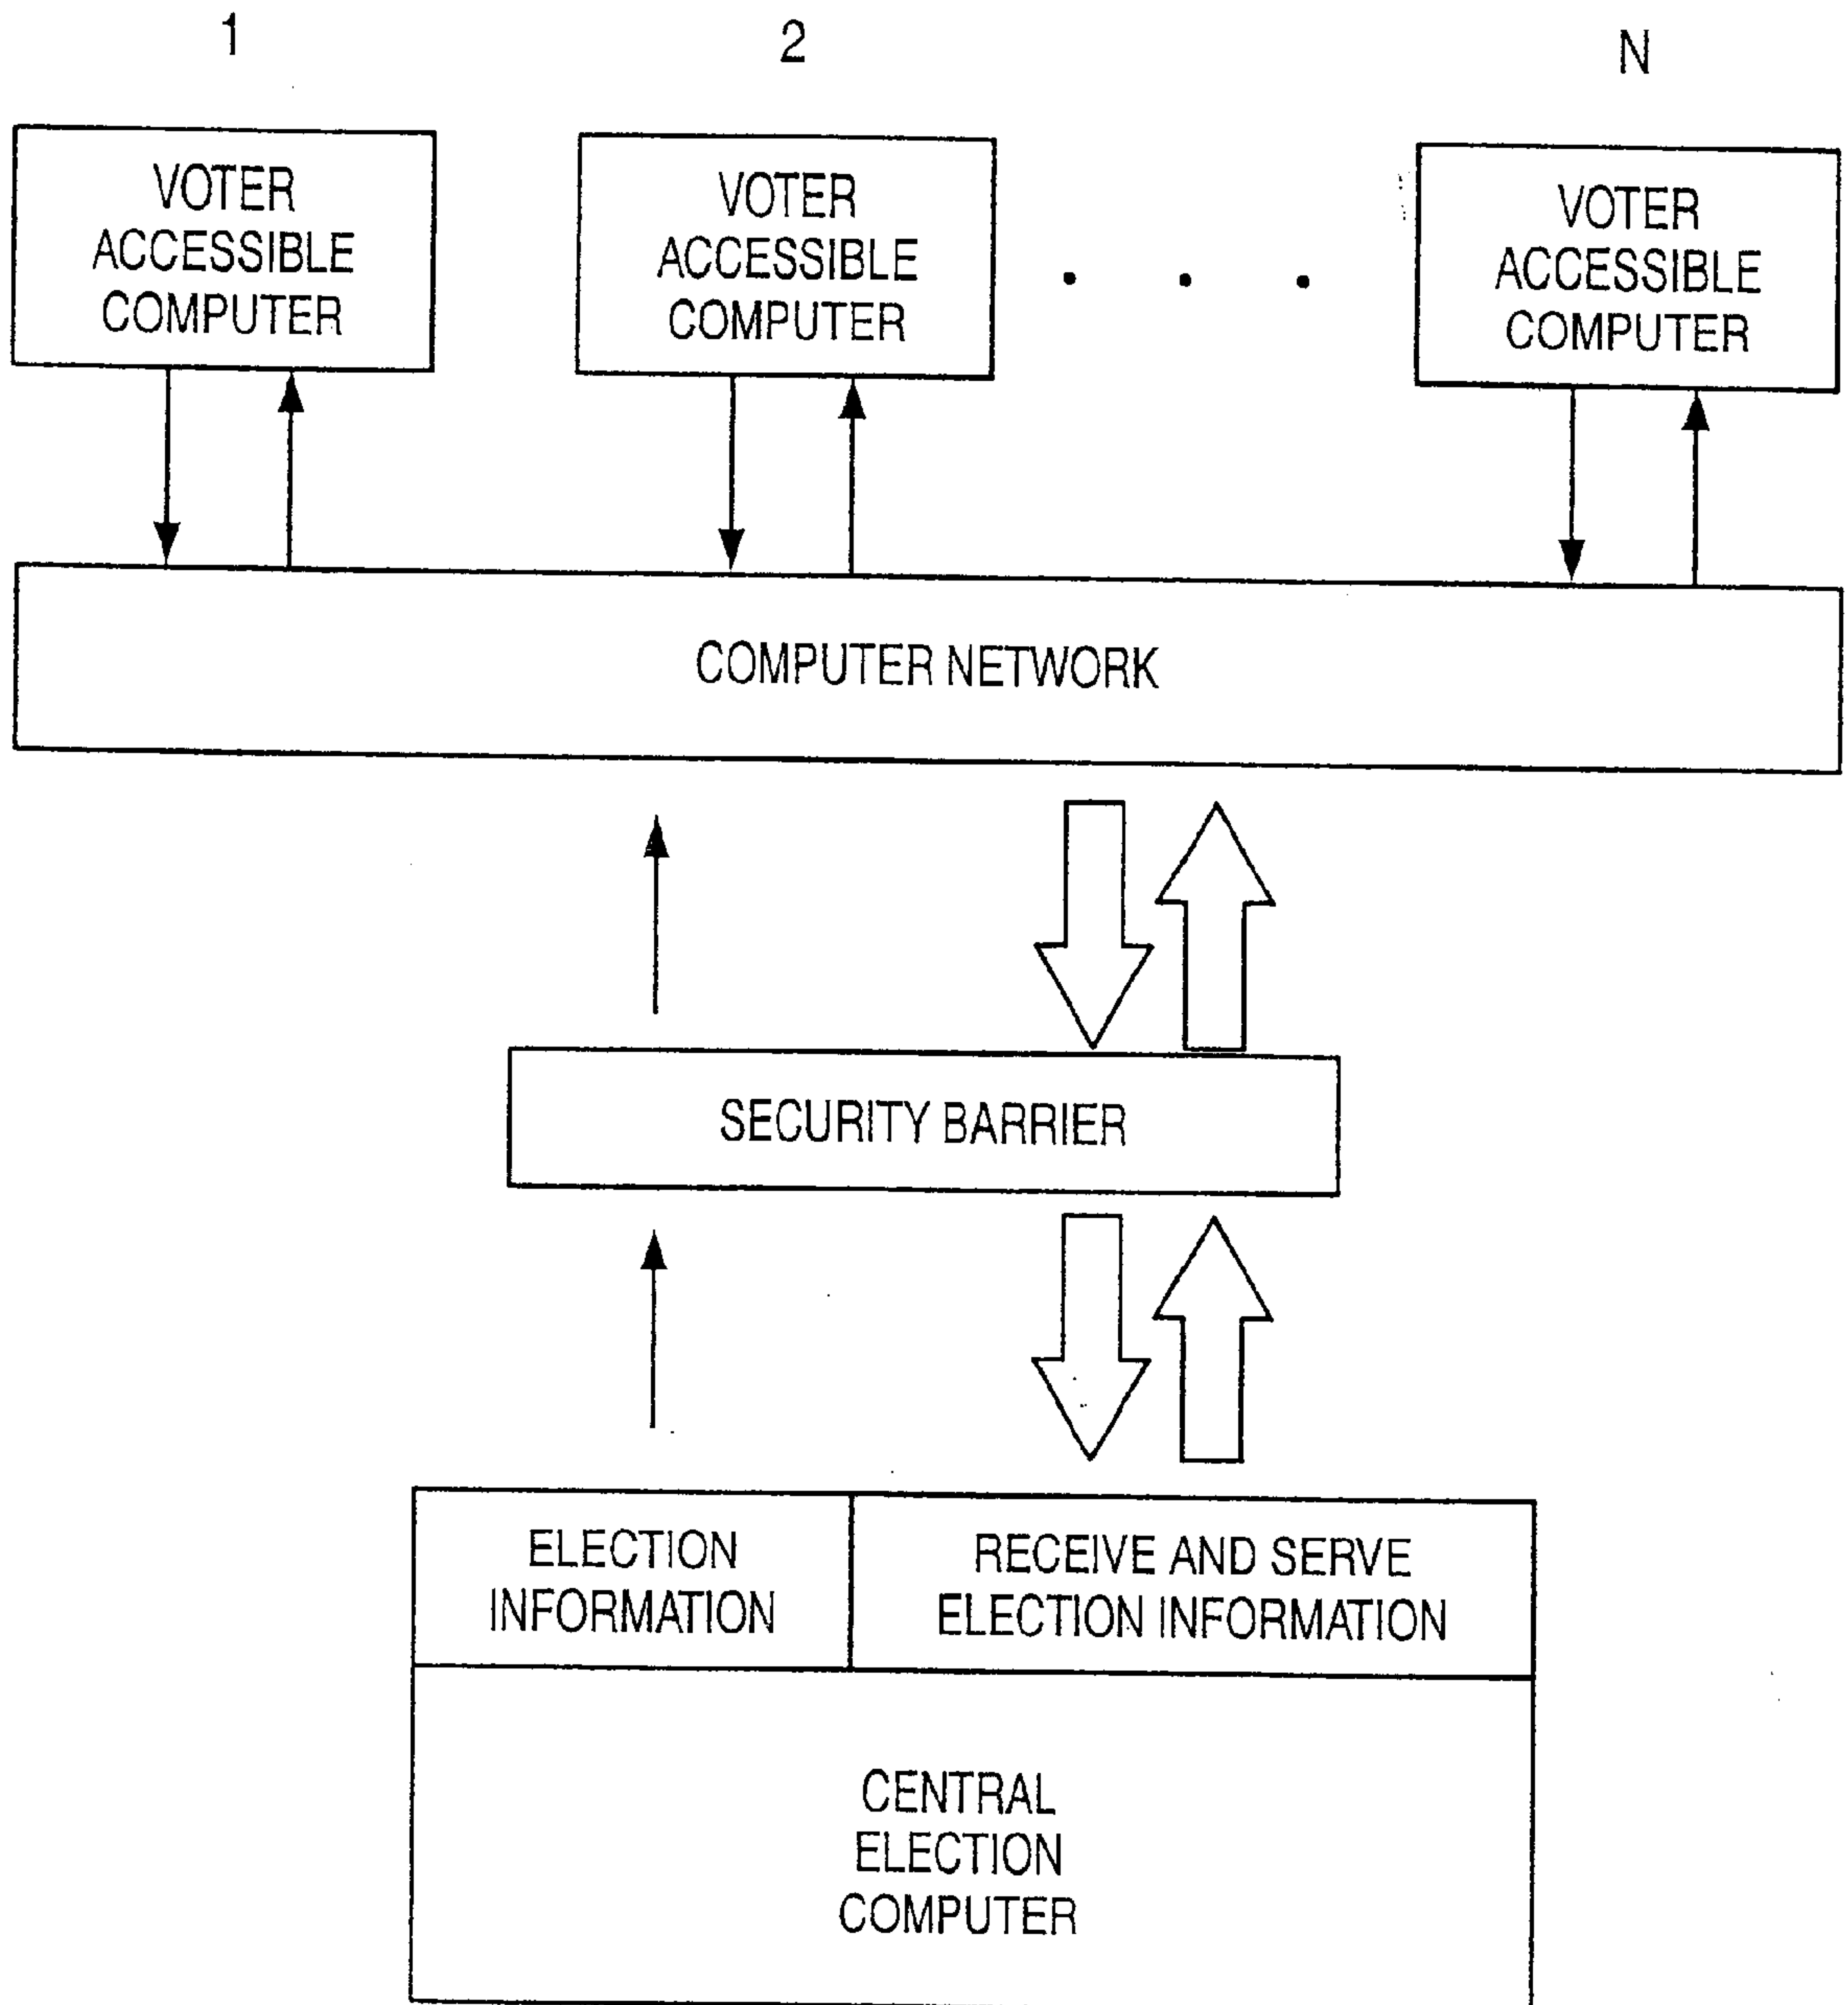 1
2
N
VOTER
ACCESSIBLE
COMPUTER
VOTER
ACCESSIBLE
COMPUTER
VOTER
ACCESSIBLE
COMPUTER
COMPUTER NETWORK
SECURITY BARRIER
ELECTION
INFORMATION
RECEIVE AND SERVE
ELECTION INFORMATION
CENTRAL
ELECTION
COMPUTER